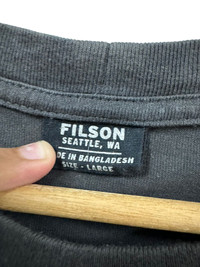 FILSON
SEATTLE, WA
DE IN BANGLADESH
SIZE - LARGE